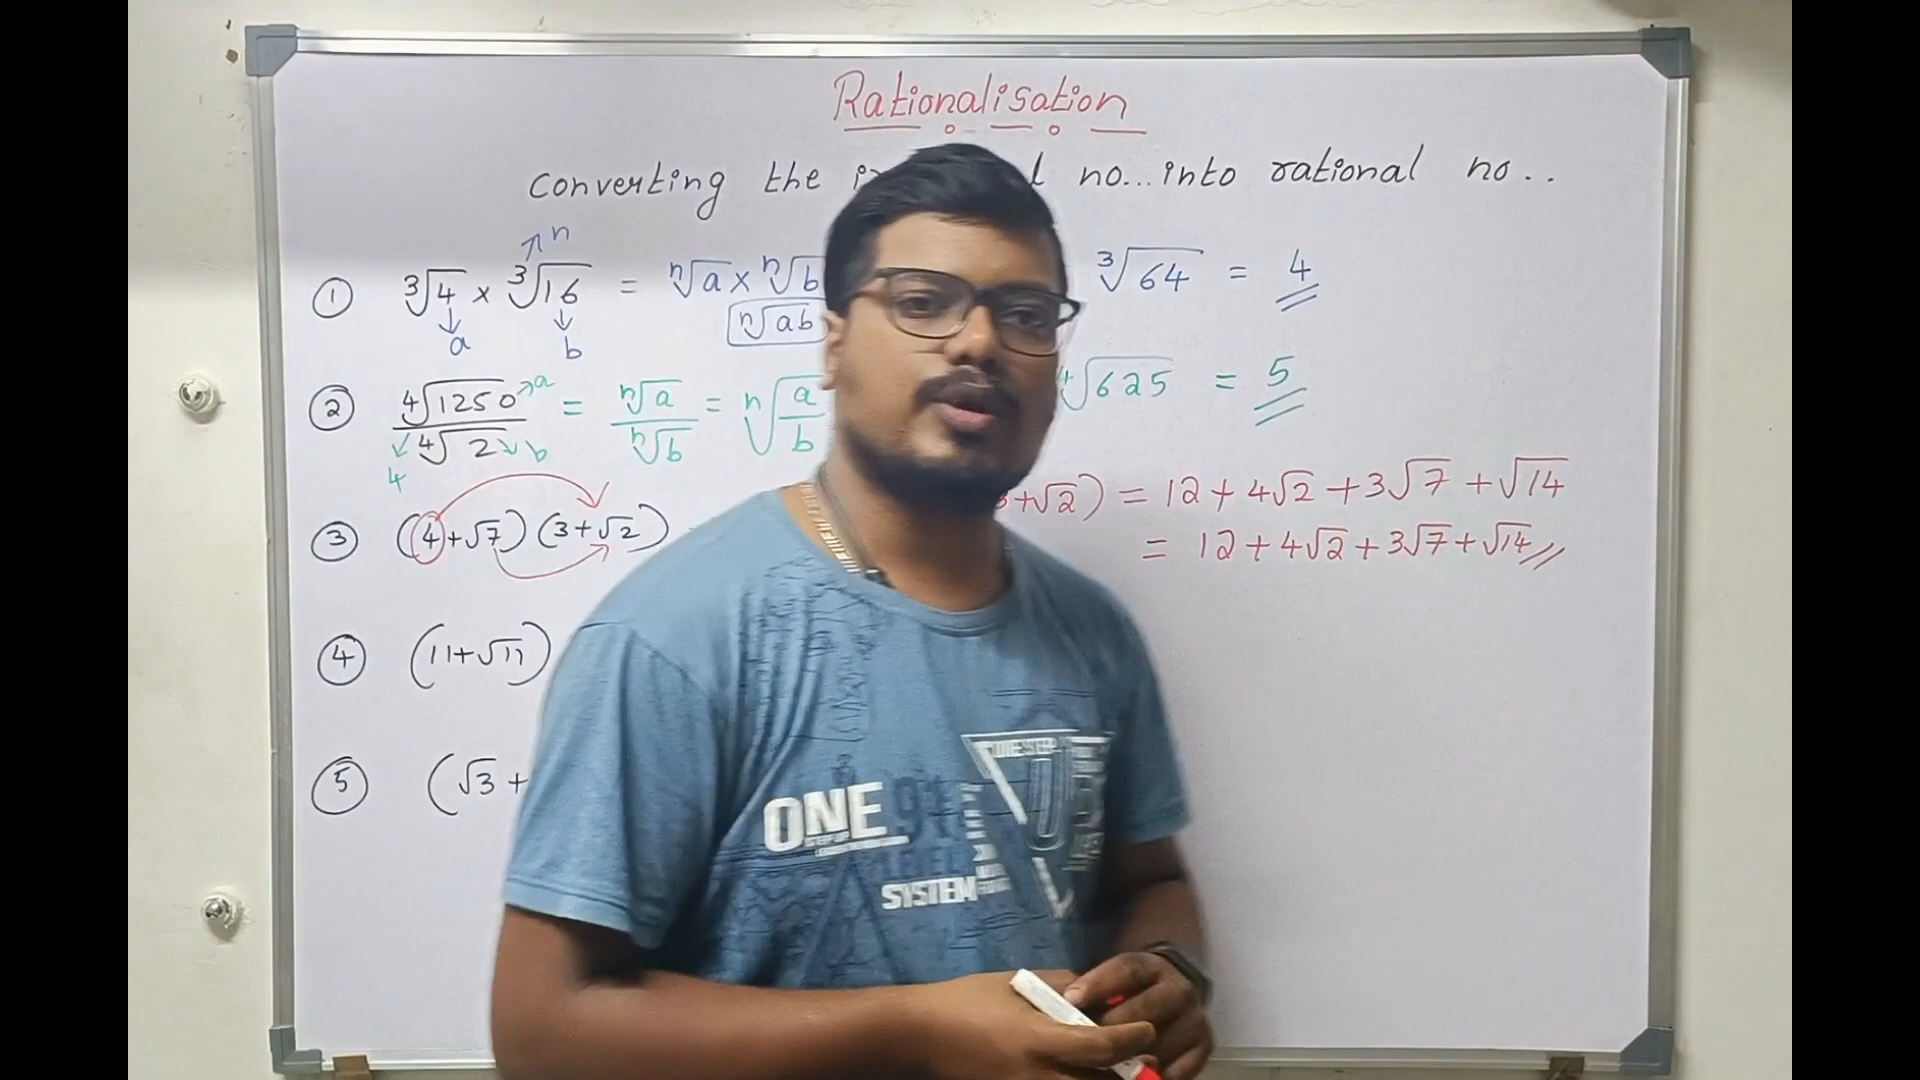 Rationalisation
Converting the no... into rational no..
n
① ∛4 × ∛16 = ⁿ√a × ⁿ√b ∛64 = 4
a b ⁿ√ab
② ⁴√1250 / ⁴√2 = ⁿ√a / ⁿ√b = ⁿ√(a/b) ⁴√625 = 5
a
b
4
③ (4+√7)(3+√2) +√2) = 12+4√2+3√7+√14
= 12+4√2+3√7+√14
④ (11+√11)
⑤ (√3+
ONE
SYSTEM